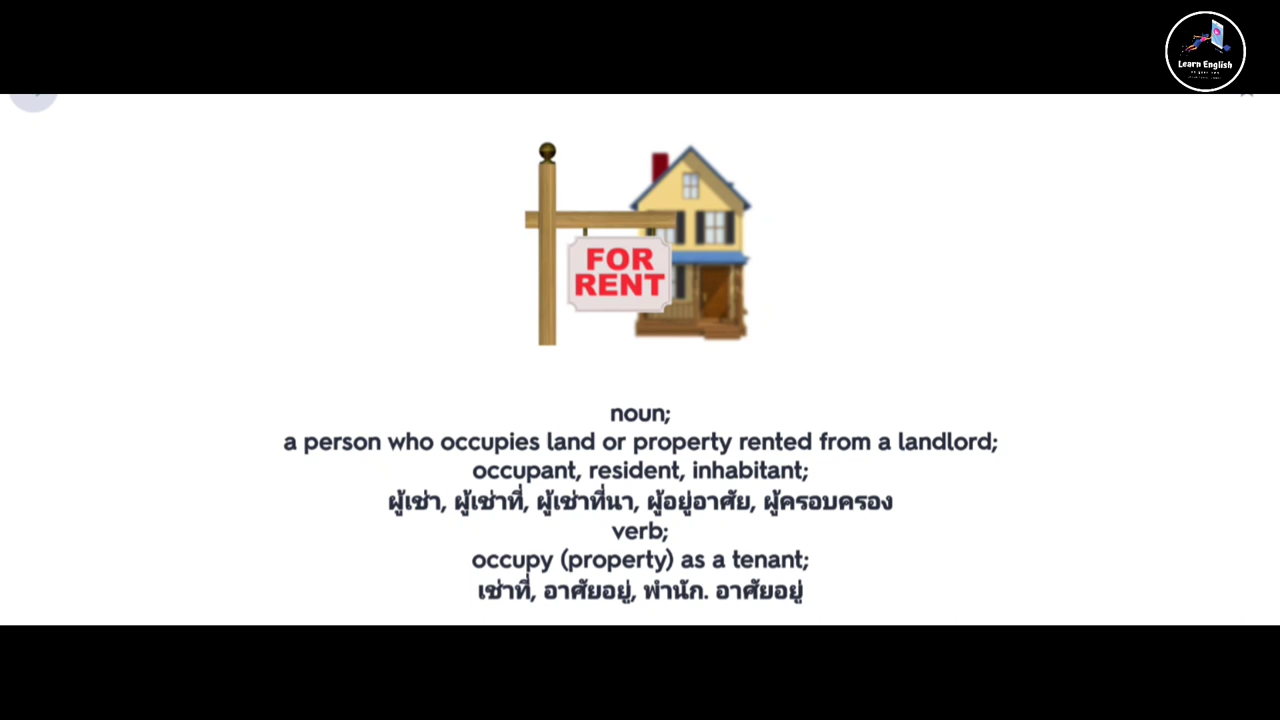 Learn English
FOR
RENT
noun;
a person who occupies land or property rented from a landlord;
occupant, resident, inhabitant;
ผู้เช่า, ผู้เช่าที่, ผู้เช่าที่นา, ผู้อยู่อาศัย, ผู้ครอบครอง
verb;
occupy (property) as a tenant;
เช่าที่, อาศัยอยู่, พำนัก. อาศัยอยู่